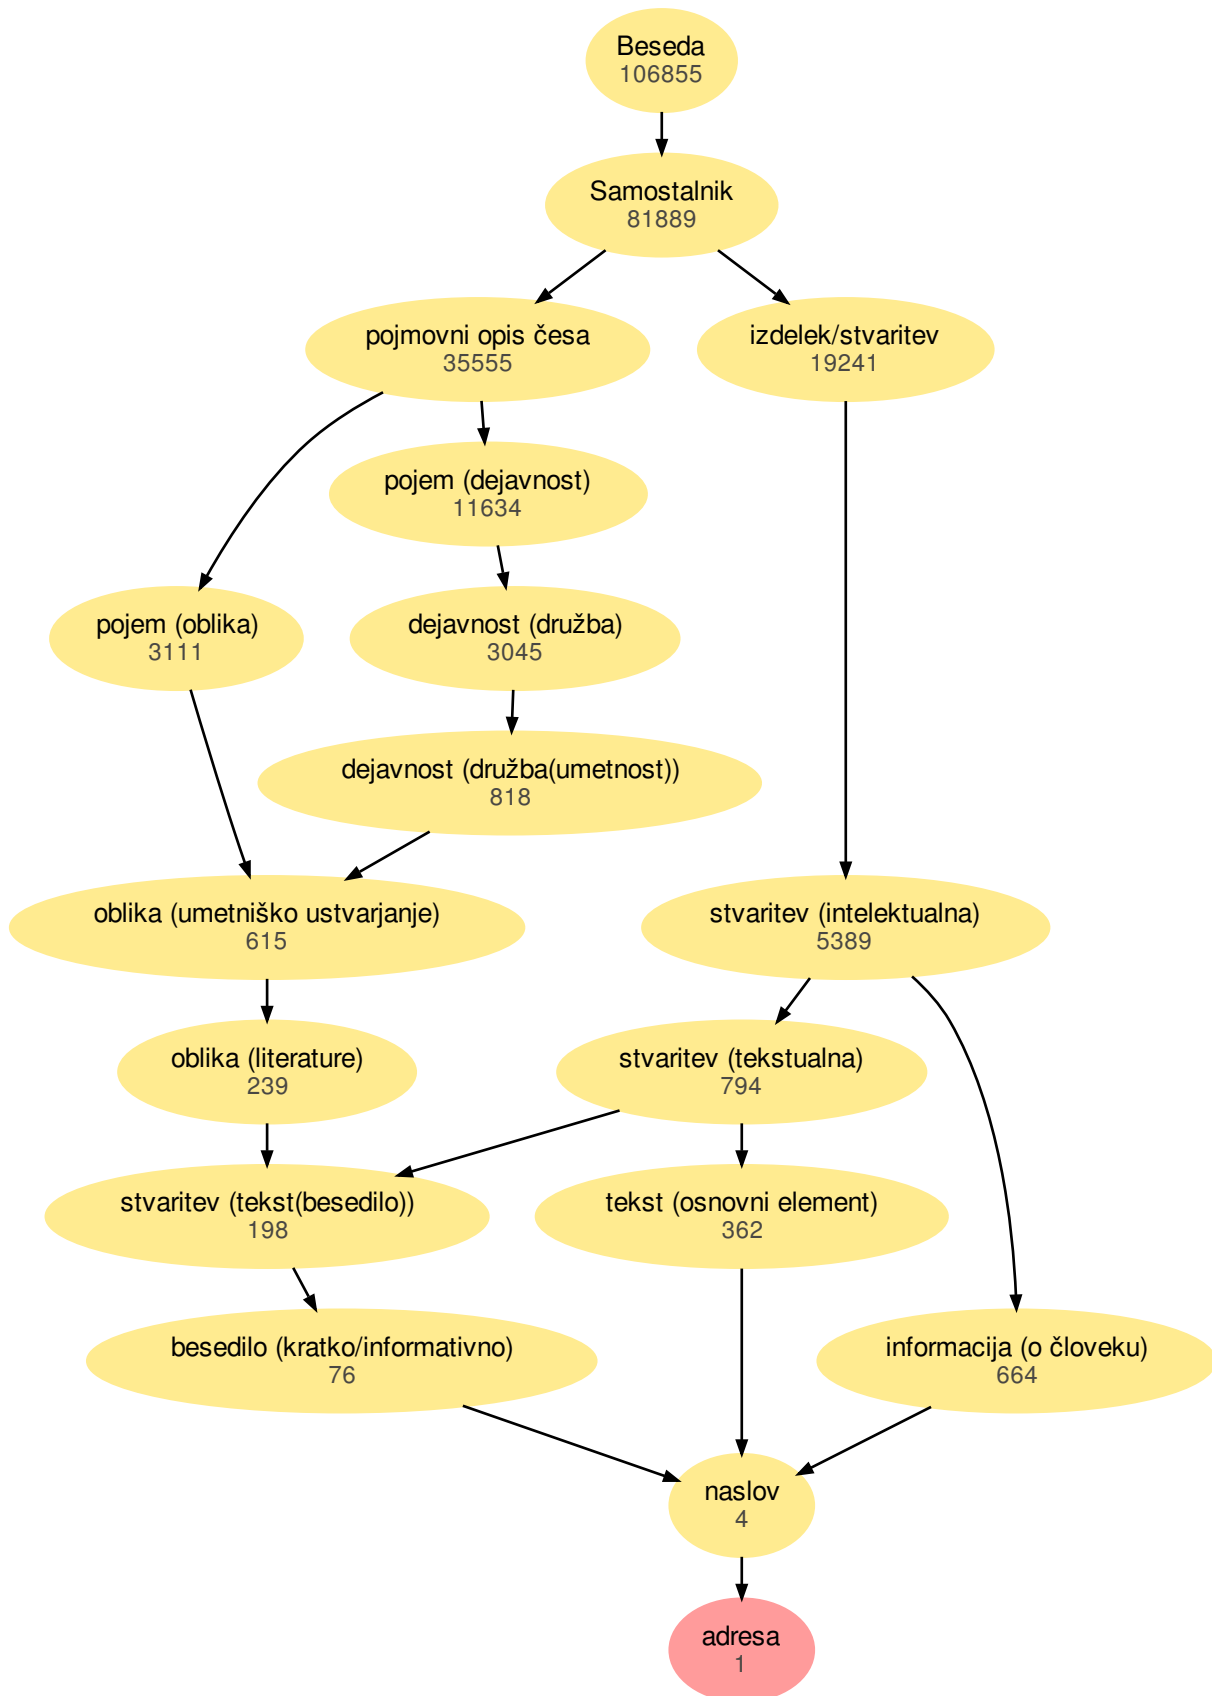 Beseda
106855
Samostalnik
81889
pojmovni opis česa
35555
izdelek/stvaritev
19241
pojem (dejavnost)
11634
pojem (oblika)
3111
dejavnost (družba)
3045
dejavnost (družba(umetnost))
818
oblika (umetniško ustvarjanje)
615
stvaritev (intelektualna)
5389
oblika (literature)
239
stvaritev (tekstualna)
794
stvaritev (tekst(besedilo))
198
tekst (osnovni element)
362
besedilo (kratko/informativno)
76
informacija (o človeku)
664
naslov
4
adresa
1